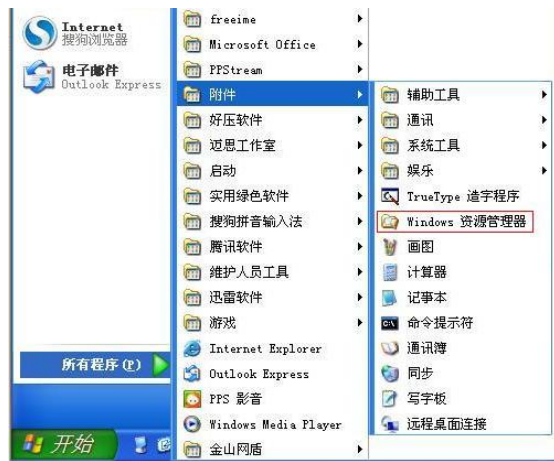 Internet
搜狗浏览器
电子邮件
Outlook Express
所有程序(P)
开始
freeime
Microsoft Office
PPStream
附件
好压软件
迈思工作室
启动
实用绿色软件
搜狗拼音输入法
腾讯软件
维护人员工具
迅雷软件
游戏
Internet Explorer
Outlook Express
PPS 影音
Windows Media Player
金山网盾
辅助工具
通讯
系统工具
娱乐
TrueType 造字程序
Windows 资源管理器
画图
计算器
记事本
命令提示符
通讯簿
同步
写字板
远程桌面连接